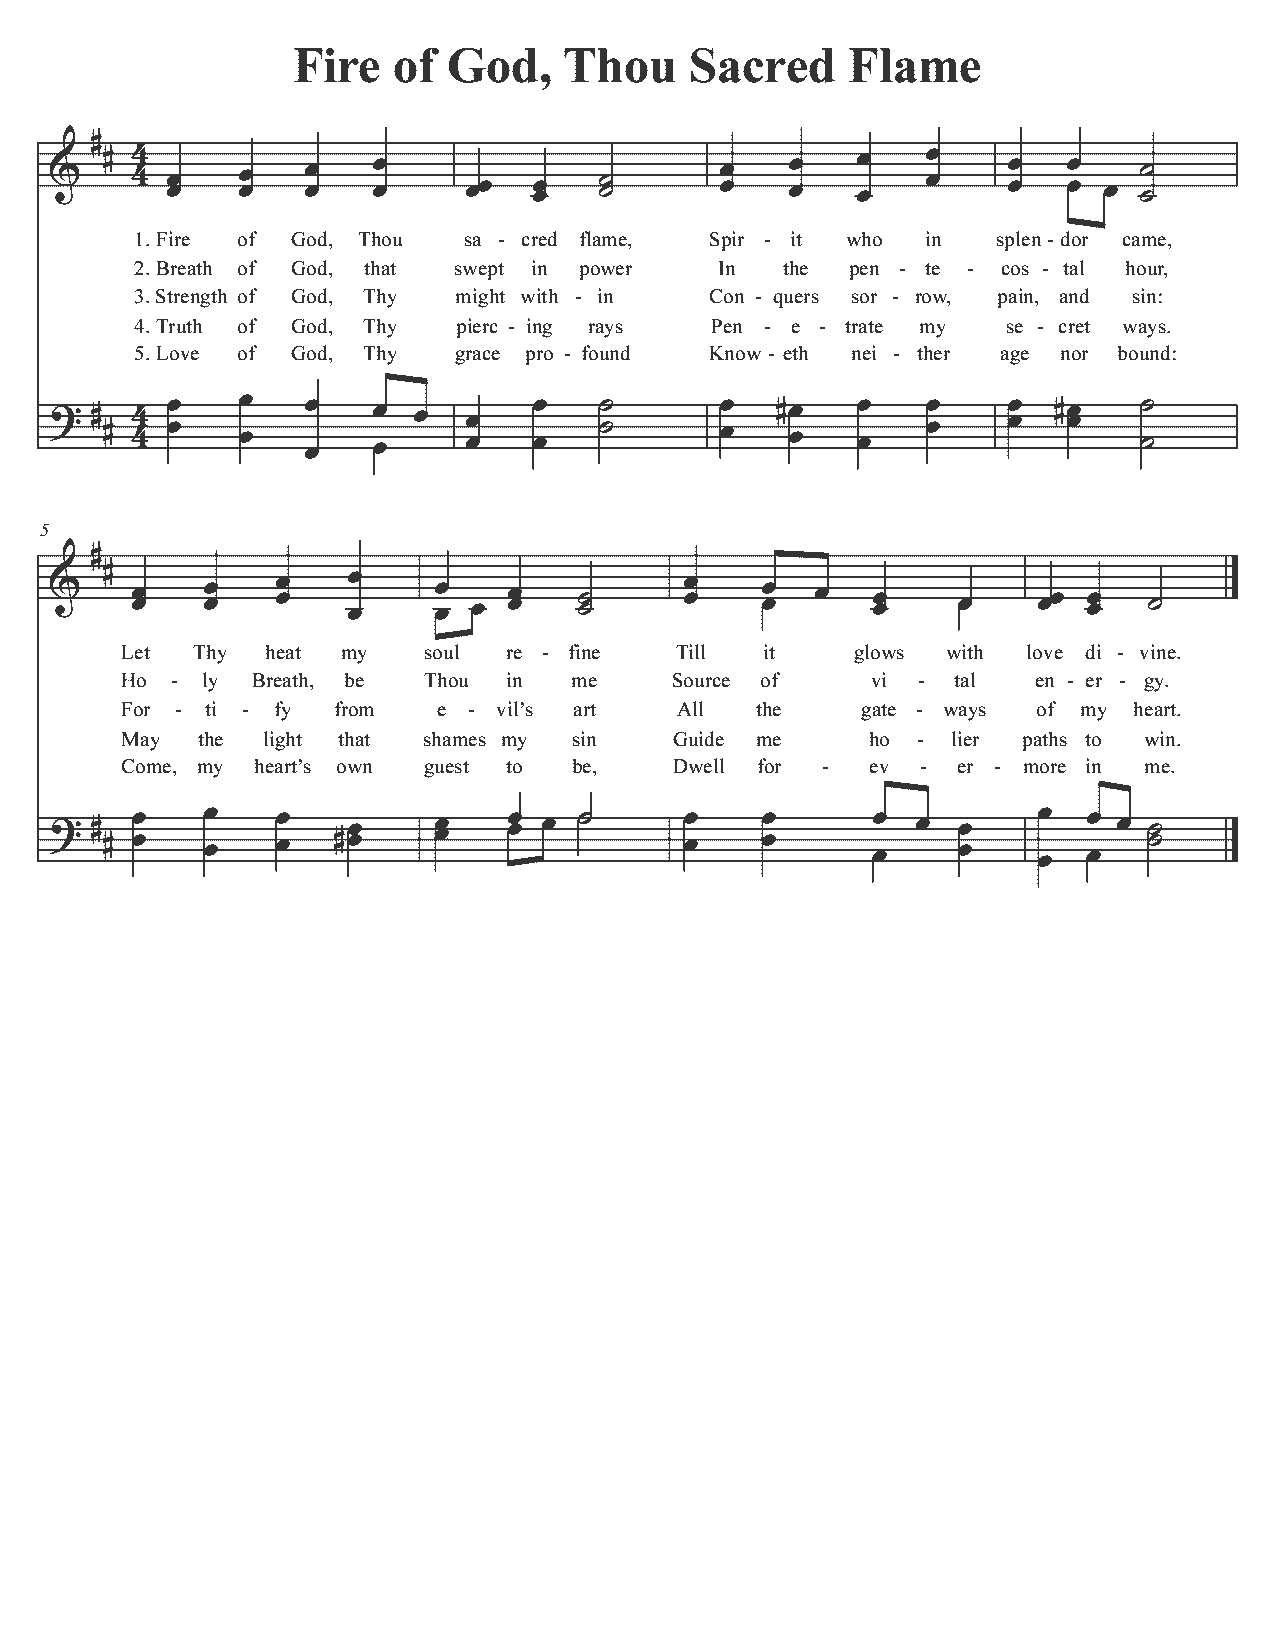 Fire of God, Thou Sacred Flame
1. Fire of God, Thou sa - cred flame, Spir - it who in splen - dor came,
2. Breath of God, that swept in power In the pen - te - cos - tal hour,
3. Strength of God, Thy might with - in Con - quers sor - row, pain, and sin:
4. Truth of God, Thy pierc - ing rays Pen - e - trate my se - cret ways.
5. Love of God, Thy grace pro - found Know - eth nei - ther age nor bound:
5
Let Thy heat my soul re - fine Till it glows with love di - vine.
Ho - ly Breath, be Thou in me Source of vi - tal en - er - gy.
For - ti - fy from e - vil’s art All the gate - ways of my heart.
May the light that shames my sin Guide me ho - lier paths to win.
Come, my heart’s own guest to be, Dwell for - ev - er - more in me.